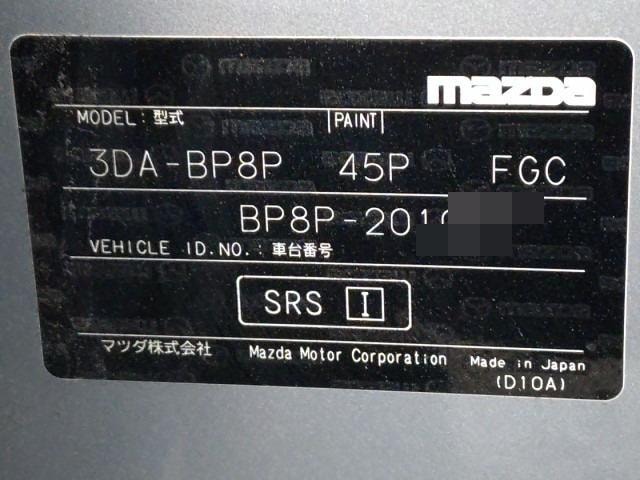 mazda
MODEL: 型式 PAINT
3DA-BP8P 45P FGC
BP8P-201
VEHICLE ID.NO.: 車台番号
SRS I
マツダ株式会社 Mazda Motor Corporation Made in Japan
(D10A)